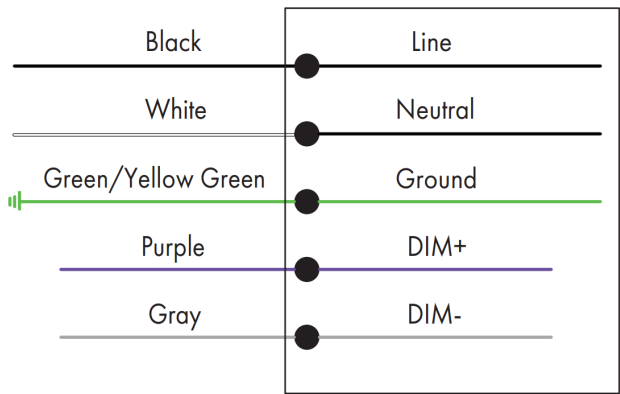 Black Line
White Neutral
Green/Yellow Green Ground
Purple DIM+
Gray DIM-